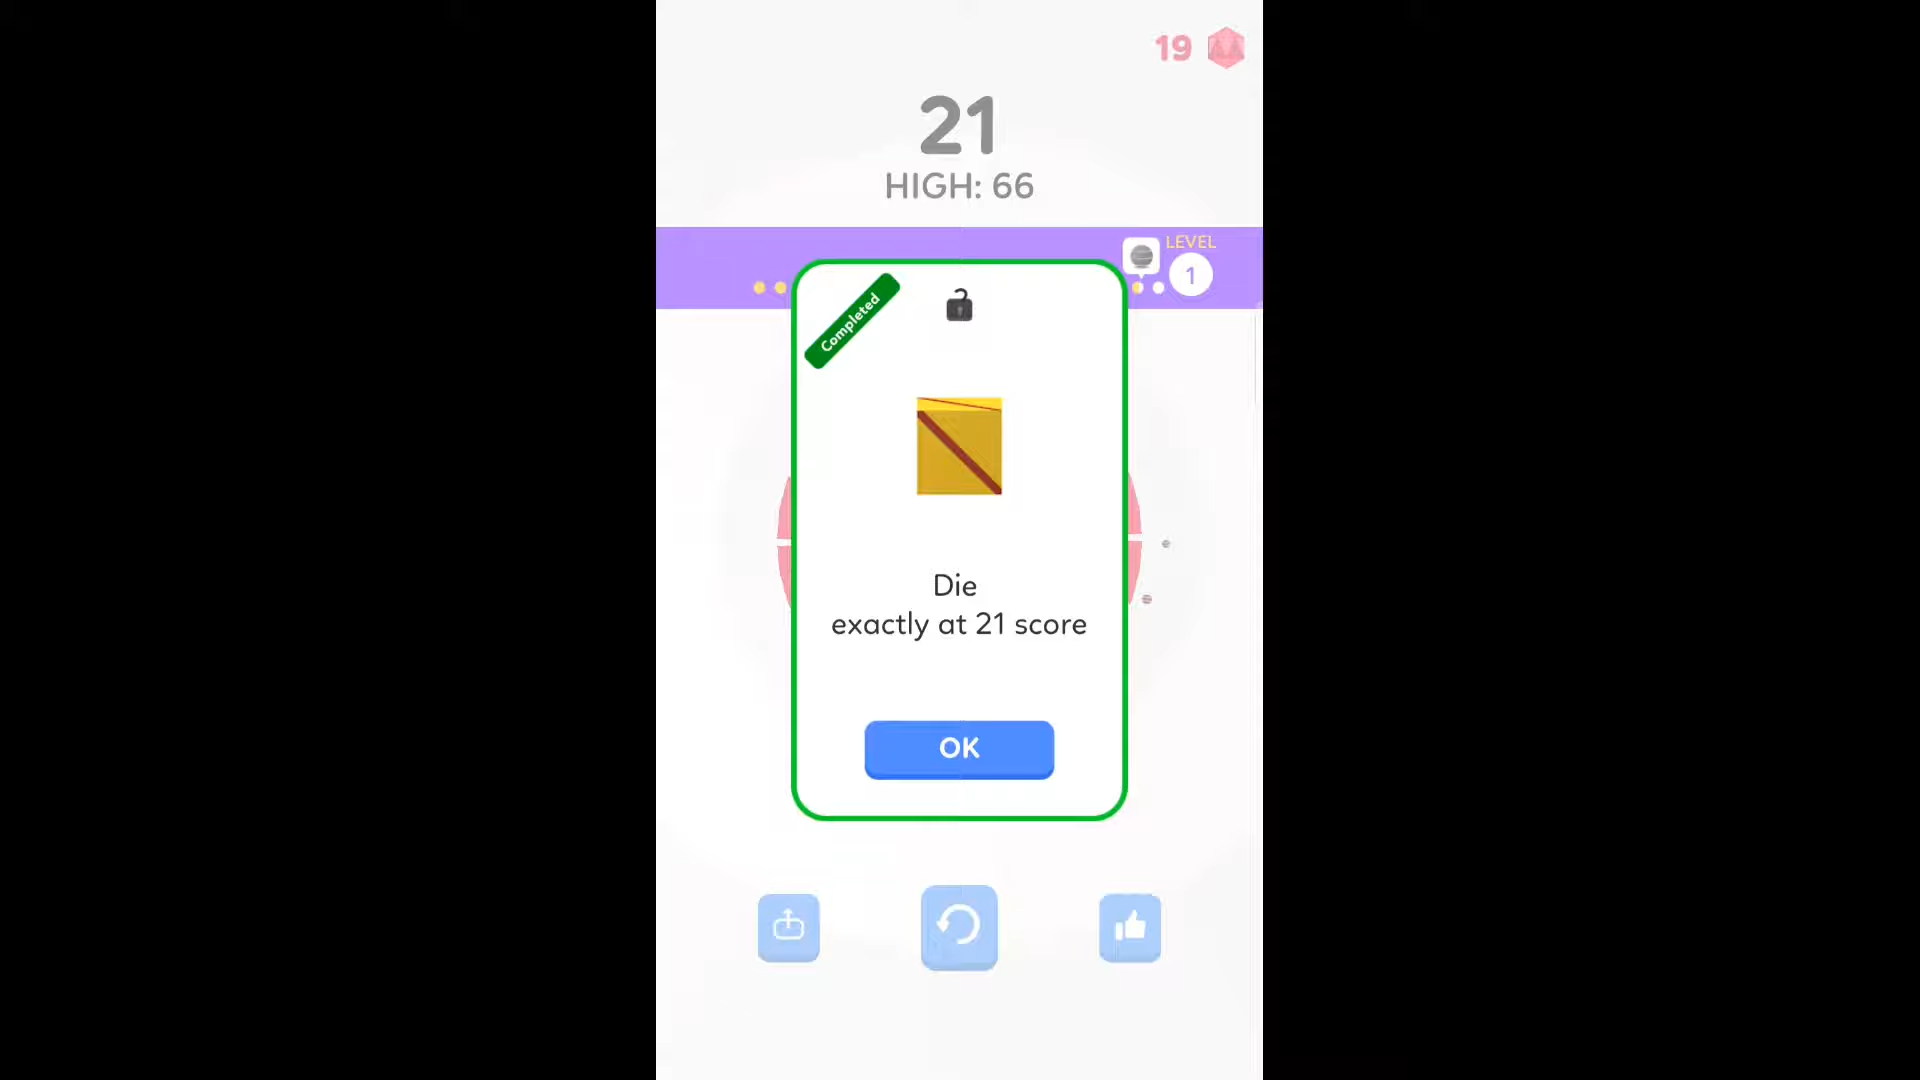 19
21
HIGH: 66
LEVEL
1
Completed
Die
exactly at 21 score
OK